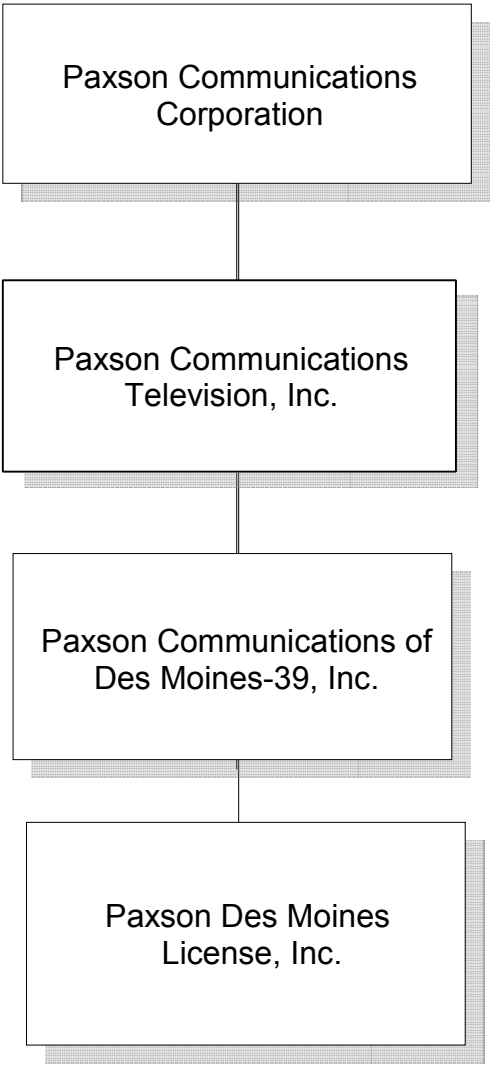 Paxson Communications
Corporation
Paxson Communications
Television, Inc.
Paxson Communications of
Des Moines-39, Inc.
Paxson Des Moines
License, Inc.